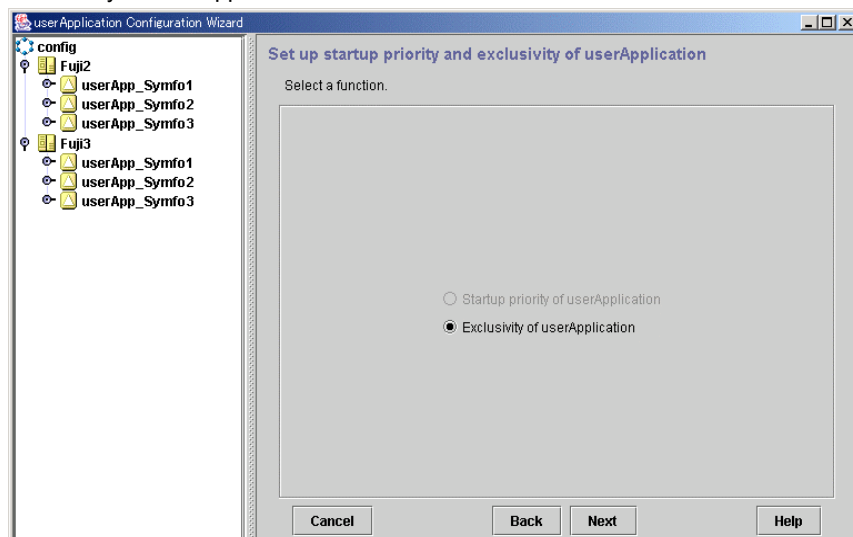 userApplication Configuration Wizard
config
Fuji2
userApp_Symfo1
userApp_Symfo2
userApp_Symfo3
Fuji3
userApp_Symfo1
userApp_Symfo2
userApp_Symfo3
Set up startup priority and exclusivity of userApplication
Select a function.
Startup priority of userApplication
Exclusivity of userApplication
Cancel Back Next Help